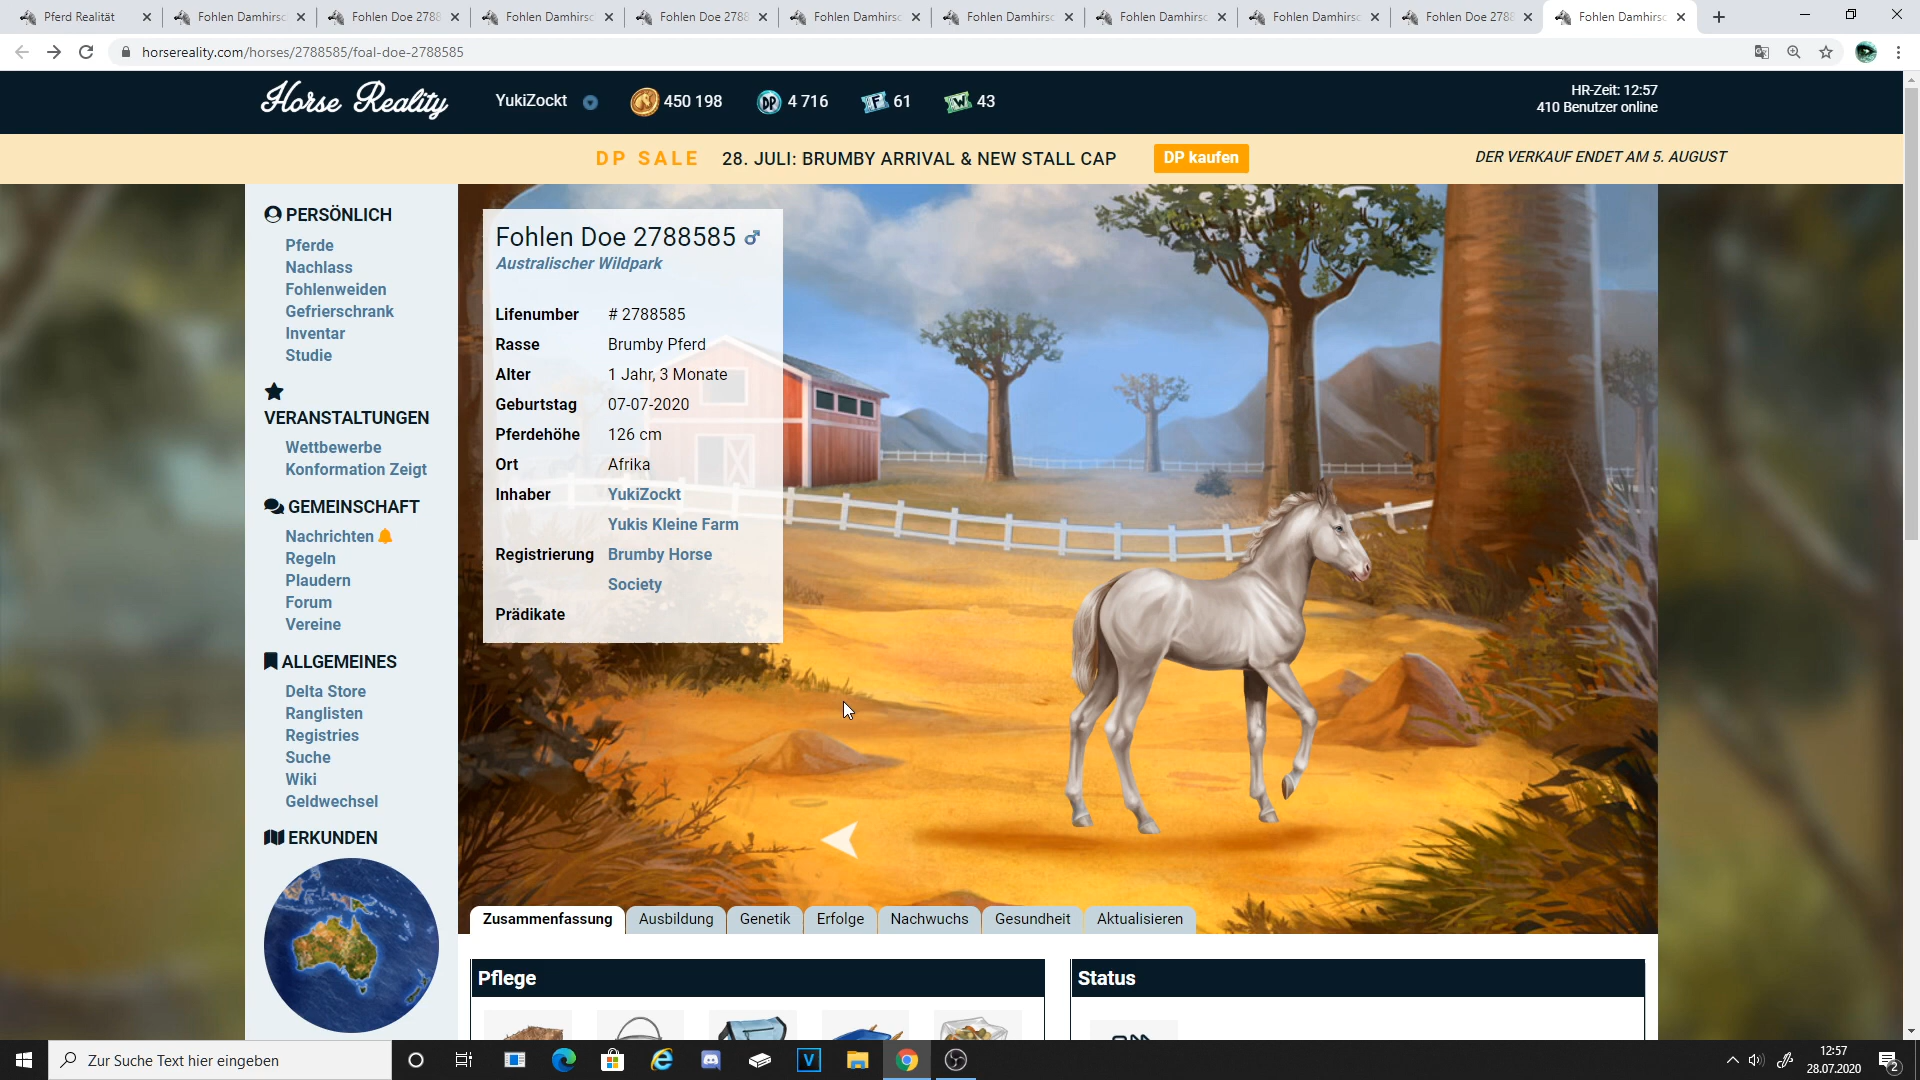 Pferd Realität
Fohlen Damhirsc
Fohlen Doe 2788
Fohlen Damhirsc
Fohlen Doe 2788
Fohlen Damhirsc
Fohlen Damhirsc
Fohlen Damhirsc
Fohlen Damhirsc
Fohlen Doe 2788
Fohlen Damhirsc
horsereality.com/horses/2788585/foal-doe-2788585
Horse Reality
YukiZockt
450 198
DP 4 716
F 61
W 43
HR-Zeit: 12:57
410 Benutzer online
DP SALE 28. JULI: BRUMBY ARRIVAL & NEW STALL CAP DP kaufen DER VERKAUF ENDET AM 5. AUGUST
PERSÖNLICH
Pferde
Nachlass
Fohlenweiden
Gefrierschrank
Inventar
Studie
VERANSTALTUNGEN
Wettbewerbe
Konformation Zeigt
GEMEINSCHAFT
Nachrichten
Regeln
Plaudern
Forum
Vereine
ALLGEMEINES
Delta Store
Ranglisten
Registries
Suche
Wiki
Geldwechsel
ERKUNDEN
Fohlen Doe 2788585 ♂
Australischer Wildpark
Lifenumber # 2788585
Rasse Brumby Pferd
Alter 1 Jahr, 3 Monate
Geburtstag 07-07-2020
Pferdehöhe 126 cm
Ort Afrika
Inhaber YukiZockt
Yukis Kleine Farm
Registrierung Brumby Horse
Society
Prädikate
Zusammenfassung Ausbildung Genetik Erfolge Nachwuchs Gesundheit Aktualisieren
Pflege
Status
Zur Suche Text hier eingeben
12:57
28.07.2020
2